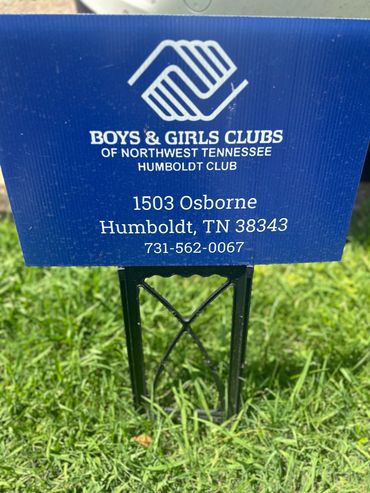 BOYS & GIRLS CLUBS
OF NORTHWEST TENNESSEE
HUMBOLDT CLUB
1503 Osborne
Humboldt, TN 38343
731-562-0067